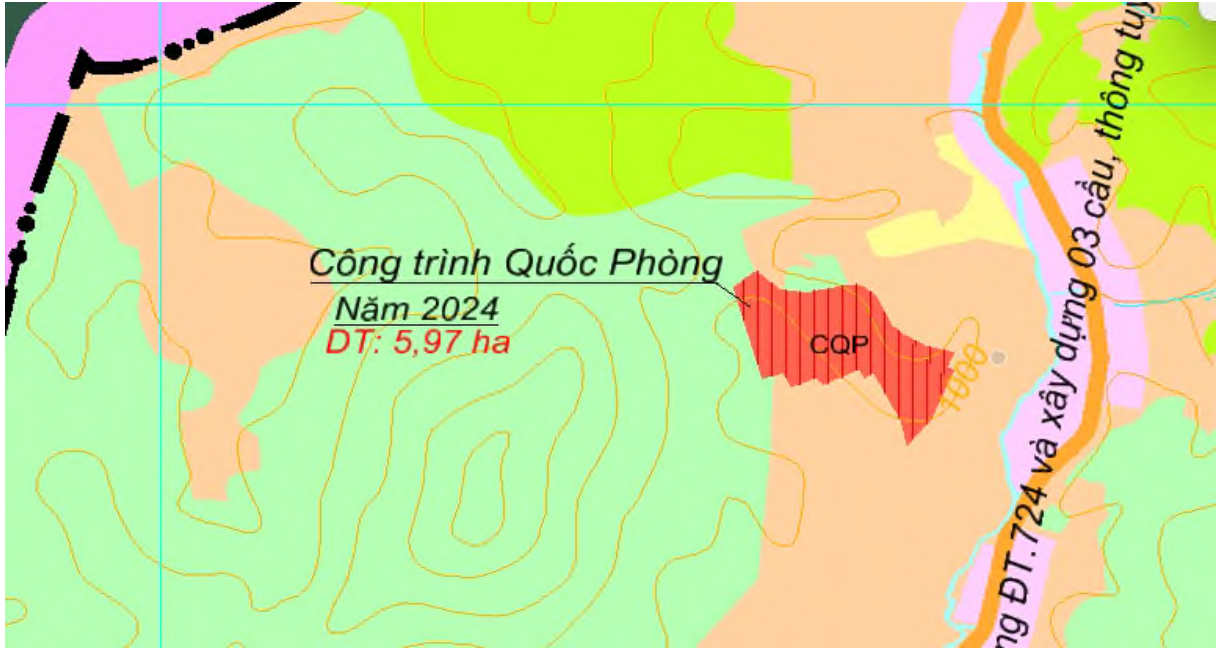 Công trình Quốc Phòng
Năm 2024
DT: 5,97 ha
CQP
1000
ng ĐT.724 và xây dựng 03 cầu, thông tuy